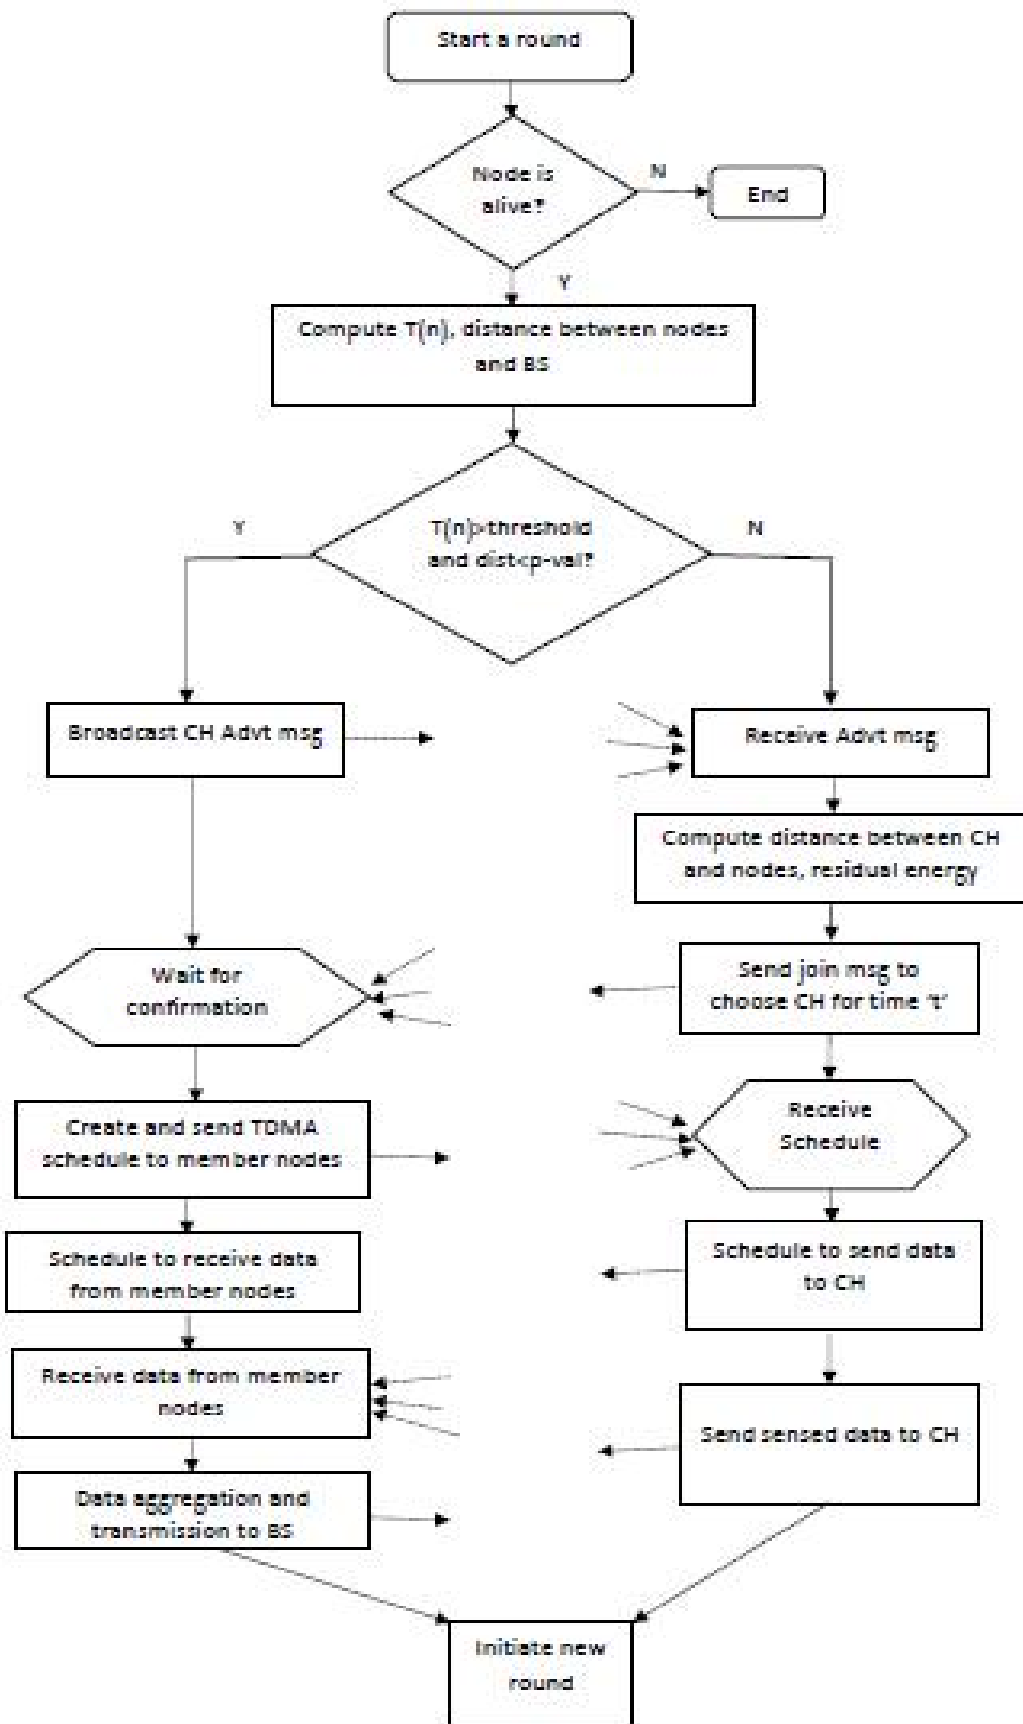 Start a round
Node is
alive?
N
End
Y
Compute T(n), distance between nodes
and BS
Y
T(n)>threshold
and dist<p-val?
N
Broadcast CH Advt msg
Receive Advt msg
Compute distance between CH
and nodes, residual energy
Wait for
confirmation
Send join msg to
choose CH for time 't'
Create and send TDMA
schedule to member nodes
Receive
Schedule
Schedule to receive data
from member nodes
Schedule to send data
to CH
Receive data from member
nodes
Send sensed data to CH
Data aggregation and
transmission to BS
Initiate new
round